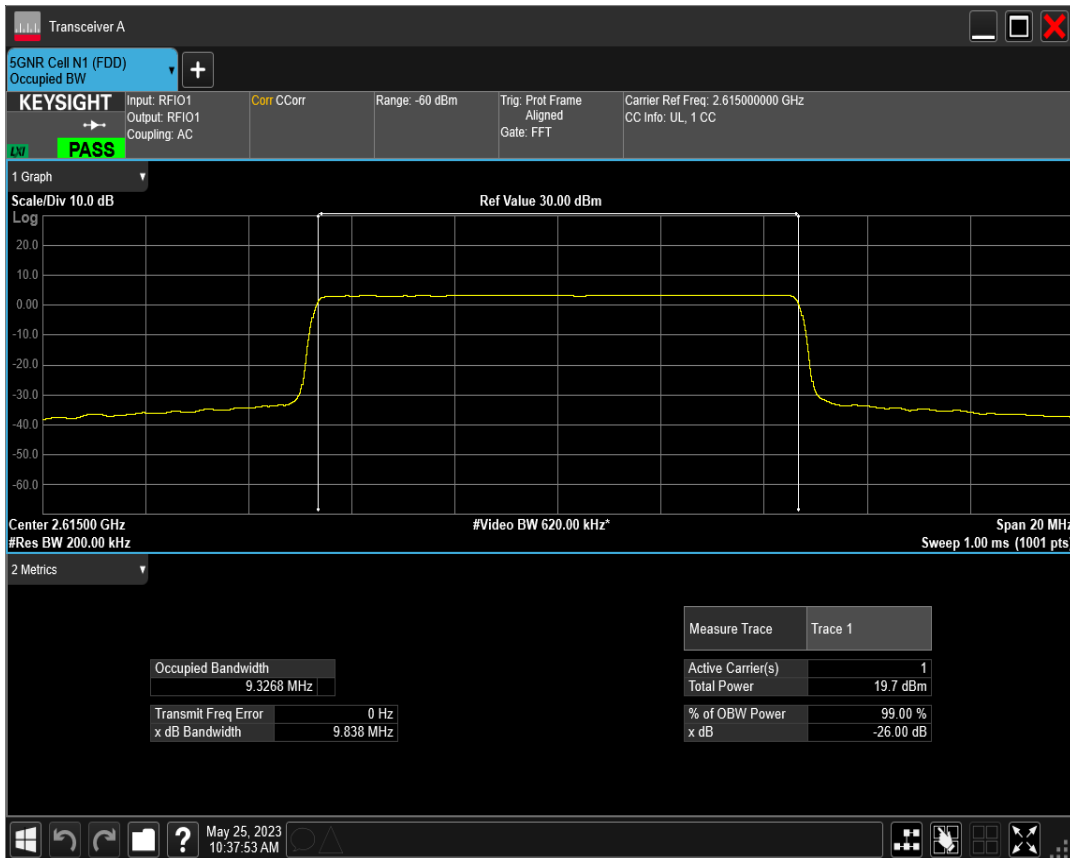 Transceiver A
5GNR Cell N1 (FDD)
Occupied BW
+
KEYSIGHT
LXI
PASS
Input: RFIO1
Output: RFIO1
Coupling: AC
Corr CCorr
Range: -60 dBm
Trig: Prot Frame
Aligned
Gate: FFT
Carrier Ref Freq: 2.615000000 GHz
CC Info: UL, 1 CC
1 Graph
Scale/Div 10.0 dB
Ref Value 30.00 dBm
Log
20.0
10.0
0.00
-10.0
-20.0
-30.0
-40.0
-50.0
-60.0
Center 2.61500 GHz
#Video BW 620.00 kHz*
Span 20 MHz
#Res BW 200.00 kHz
Sweep 1.00 ms (1001 pts)
2 Metrics
Measure Trace Trace 1
Occupied Bandwidth
9.3268 MHz
Active Carrier(s) 1
Total Power 19.7 dBm
Transmit Freq Error 0 Hz
x dB Bandwidth 9.838 MHz
% of OBW Power 99.00 %
x dB -26.00 dB
?
May 25, 2023
10:37:53 AM